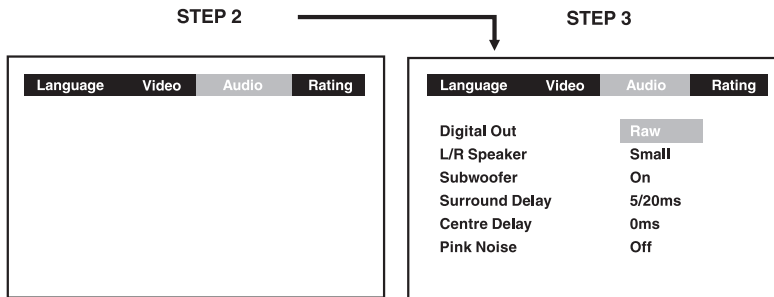 STEP 2
STEP 3
Language Video Audio Rating
Language Video Audio Rating
Digital Out Raw
L/R Speaker Small
Subwoofer On
Surround Delay 5/20ms
Centre Delay 0ms
Pink Noise Off